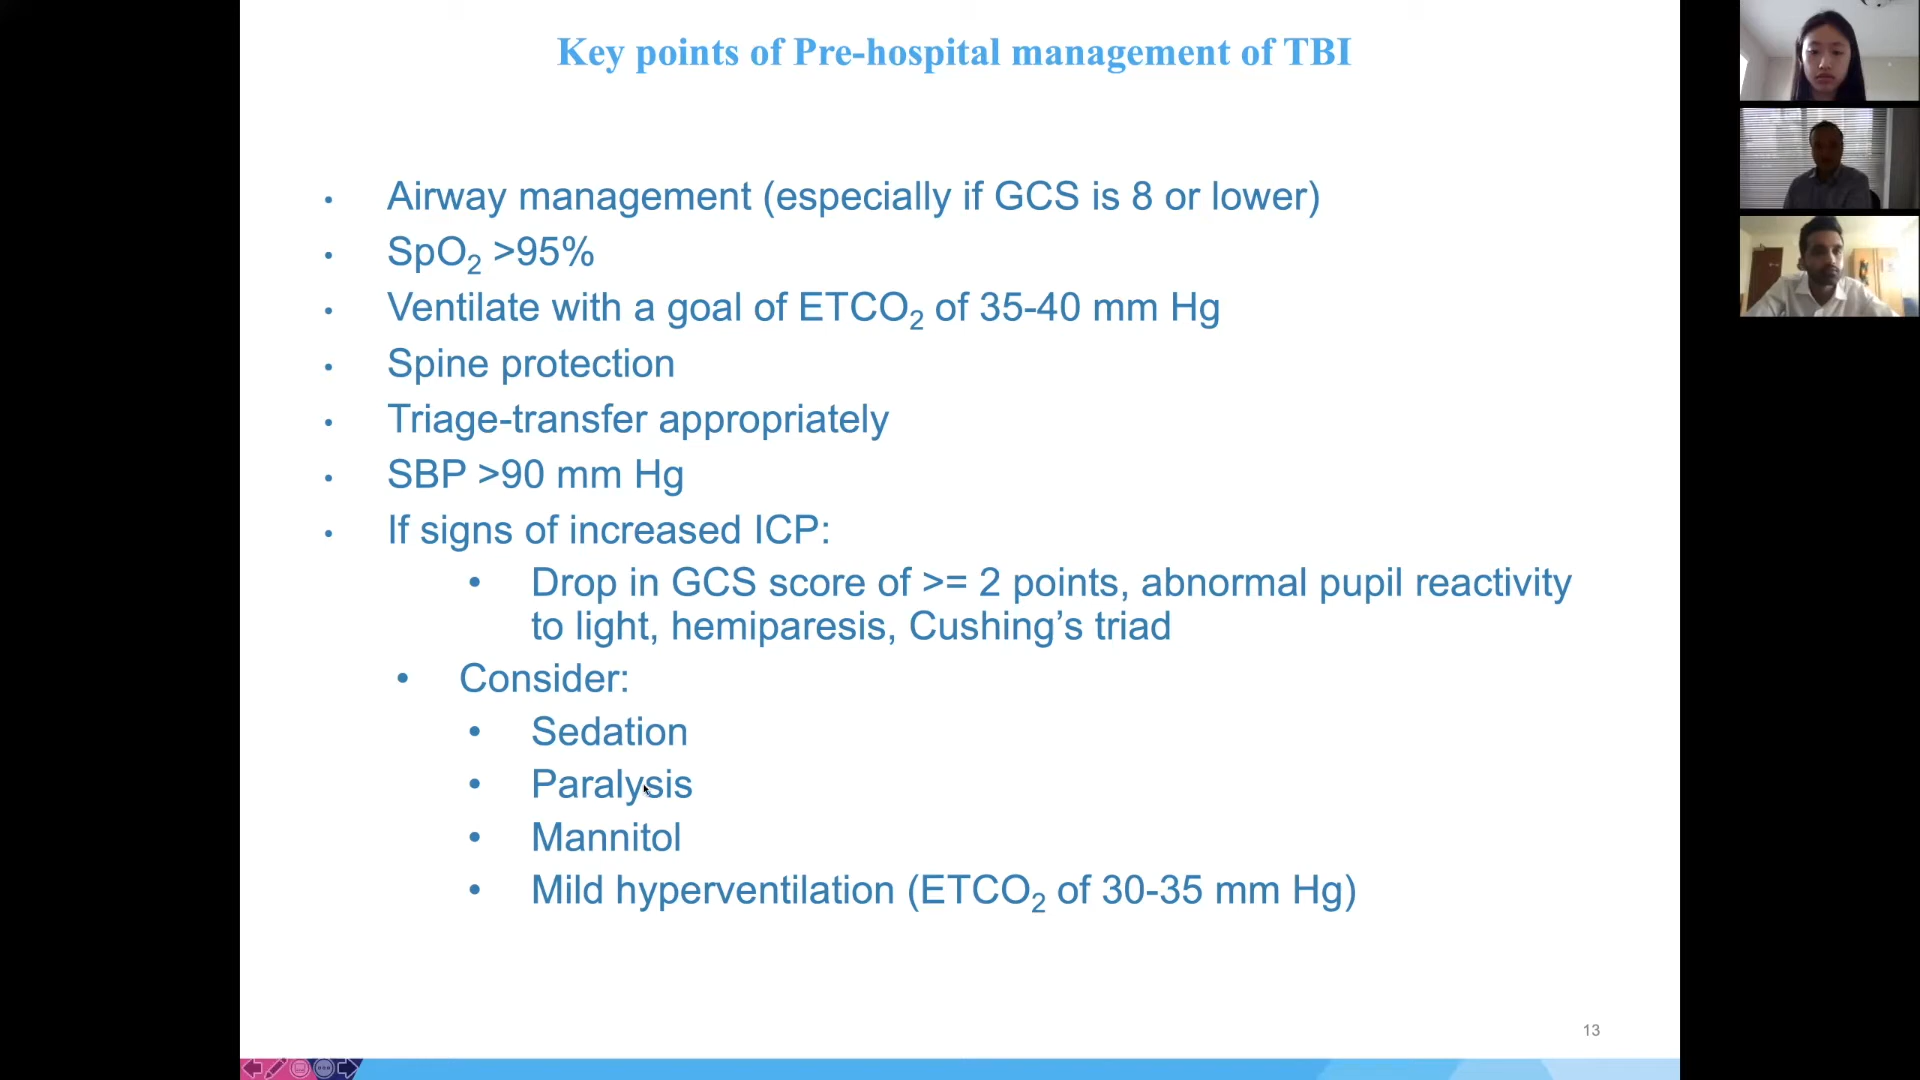 Key points of Pre-hospital management of TBI
• Airway management (especially if GCS is 8 or lower)
• SpO₂ >95%
• Ventilate with a goal of ETCO₂ of 35-40 mm Hg
• Spine protection
• Triage-transfer appropriately
• SBP >90 mm Hg
• If signs of increased ICP:
• Drop in GCS score of >= 2 points, abnormal pupil reactivity
to light, hemiparesis, Cushing’s triad
• Consider:
• Sedation
• Paralysis
• Mannitol
• Mild hyperventilation (ETCO₂ of 30-35 mm Hg)
13